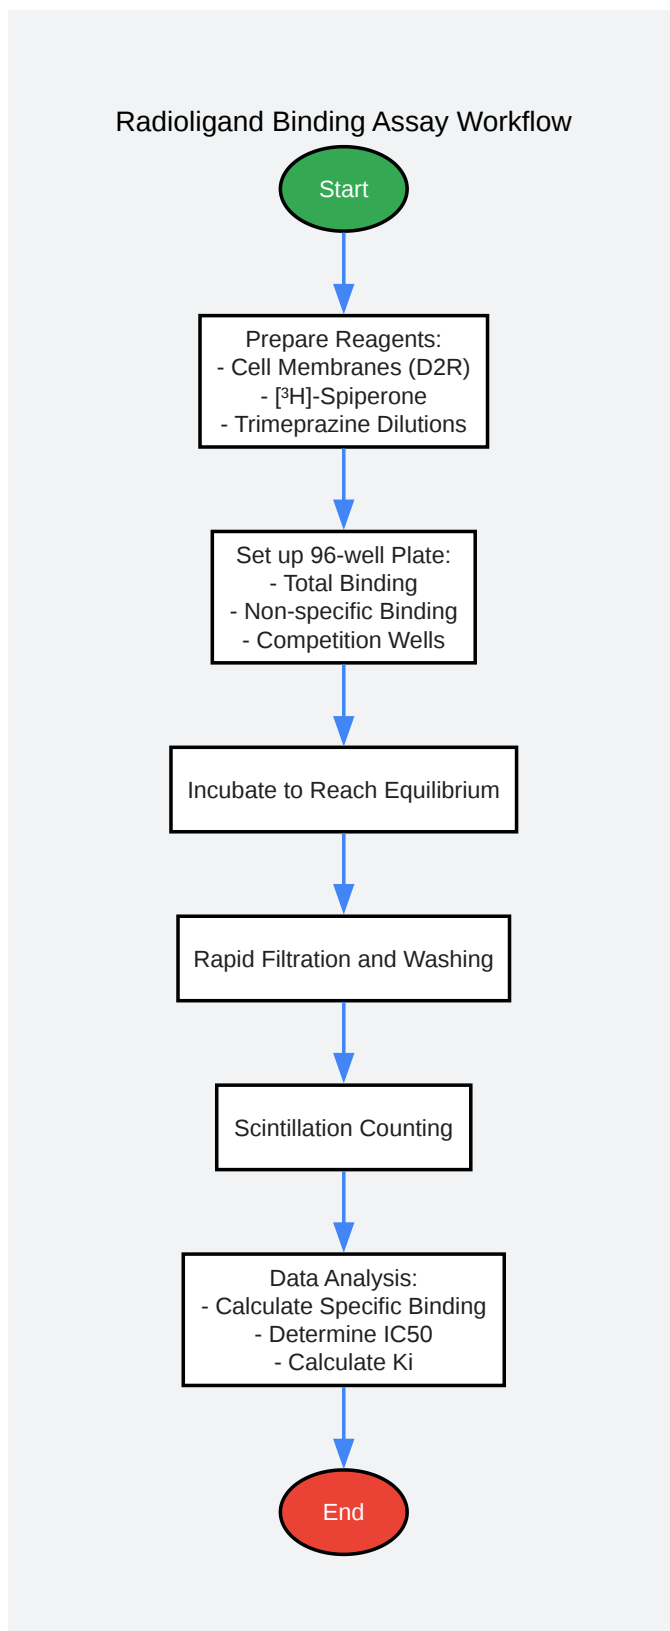 Radioligand Binding Assay Workflow
Start
Prepare Reagents:
- Cell Membranes (D2R)
- [³H]-Spiperone
- Trimeprazine Dilutions
Set up 96-well Plate:
- Total Binding
- Non-specific Binding
- Competition Wells
Incubate to Reach Equilibrium
Rapid Filtration and Washing
Scintillation Counting
Data Analysis:
- Calculate Specific Binding
- Determine IC50
- Calculate Ki
End